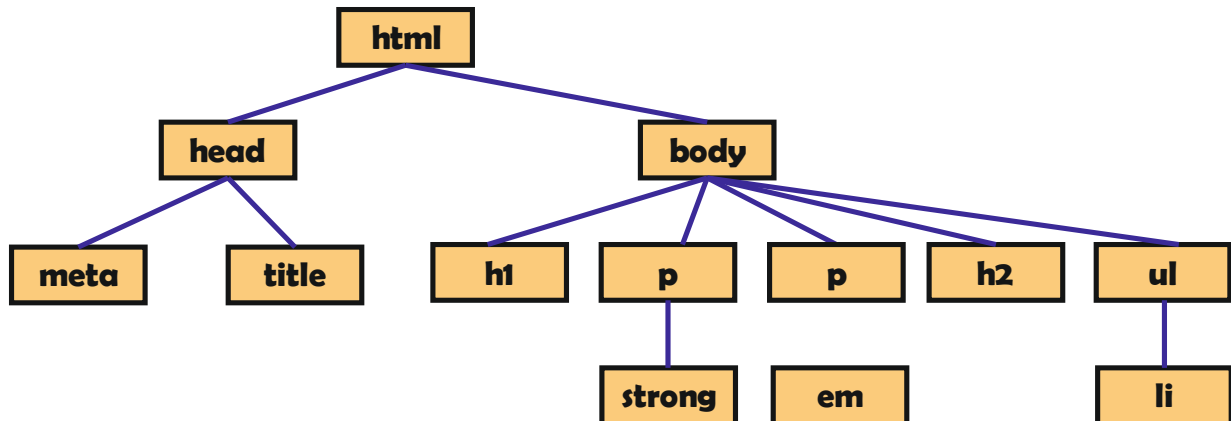 html
head body
meta title h1 p p h2 ul
strong em li